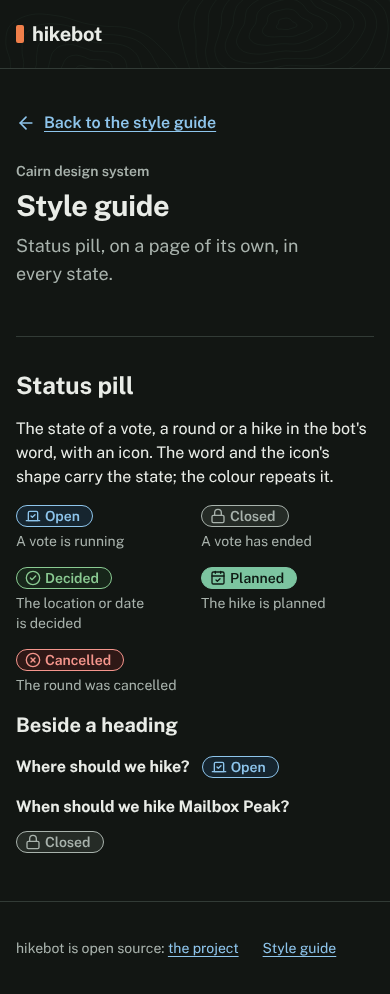 hikebot
Back to the style guide
Cairn design system
Style guide
Status pill, on a page of its own, in
every state.
Status pill
The state of a vote, a round or a hike in the bot's
word, with an icon. The word and the icon's
shape carry the state; the colour repeats it.
Open
A vote is running
Closed
A vote has ended
Decided
The location or date
is decided
Planned
The hike is planned
Cancelled
The round was cancelled
Beside a heading
Where should we hike? Open
When should we hike Mailbox Peak?
Closed
hikebot is open source: the project Style guide